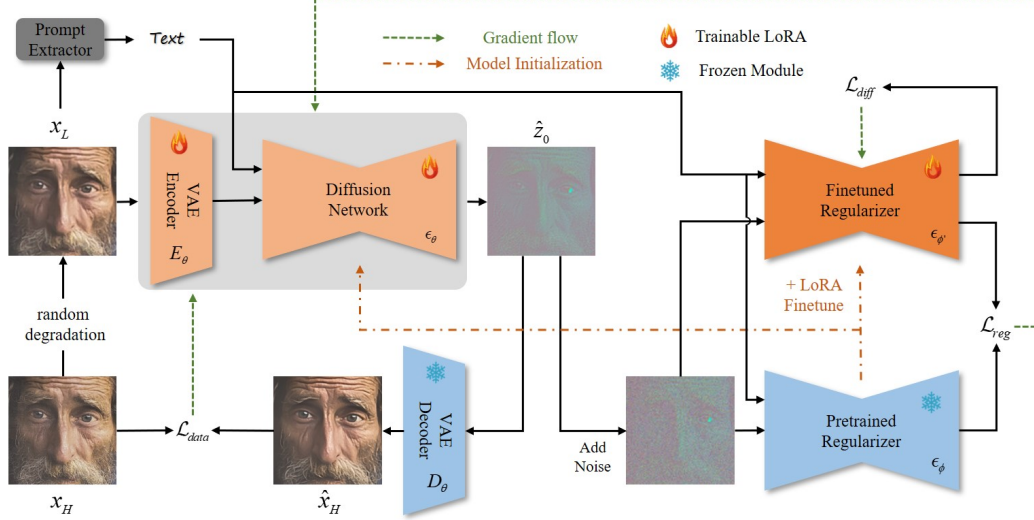 Prompt
Extractor
Text
Gradient flow
Model Initialization
Trainable LoRA
Frozen Module
x_L
VAE
Encoder
E_θ
Diffusion
Network
ϵ_θ
ẑ_0
ℒ_diff
Finetuned
Regularizer
ϵ_ϕ'
random
degradation
+ LoRA
Finetune
ℒ_reg
x_H
ℒ_data
x̂_H
VAE
Decoder
D_θ
Add
Noise
Pretrained
Regularizer
ϵ_ϕ